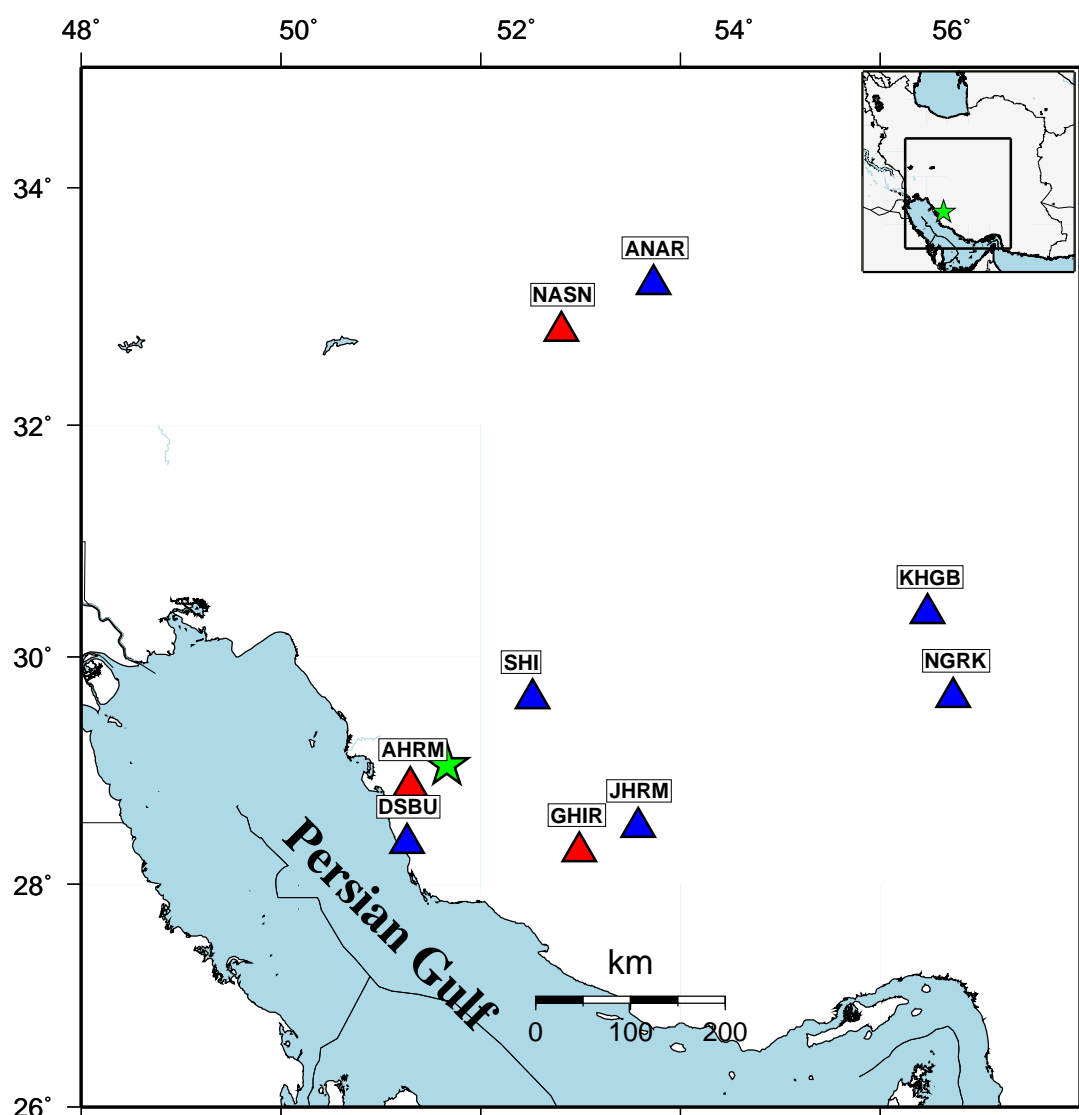 48˚ 50˚ 52˚ 54˚ 56˚
34˚
ANAR
NASN
32˚
KHGB
SHI
NGRK
30˚
AHRM
JHRM
DSBU
GHIR
28˚
Persian Gulf
km
0 100 200
26˚